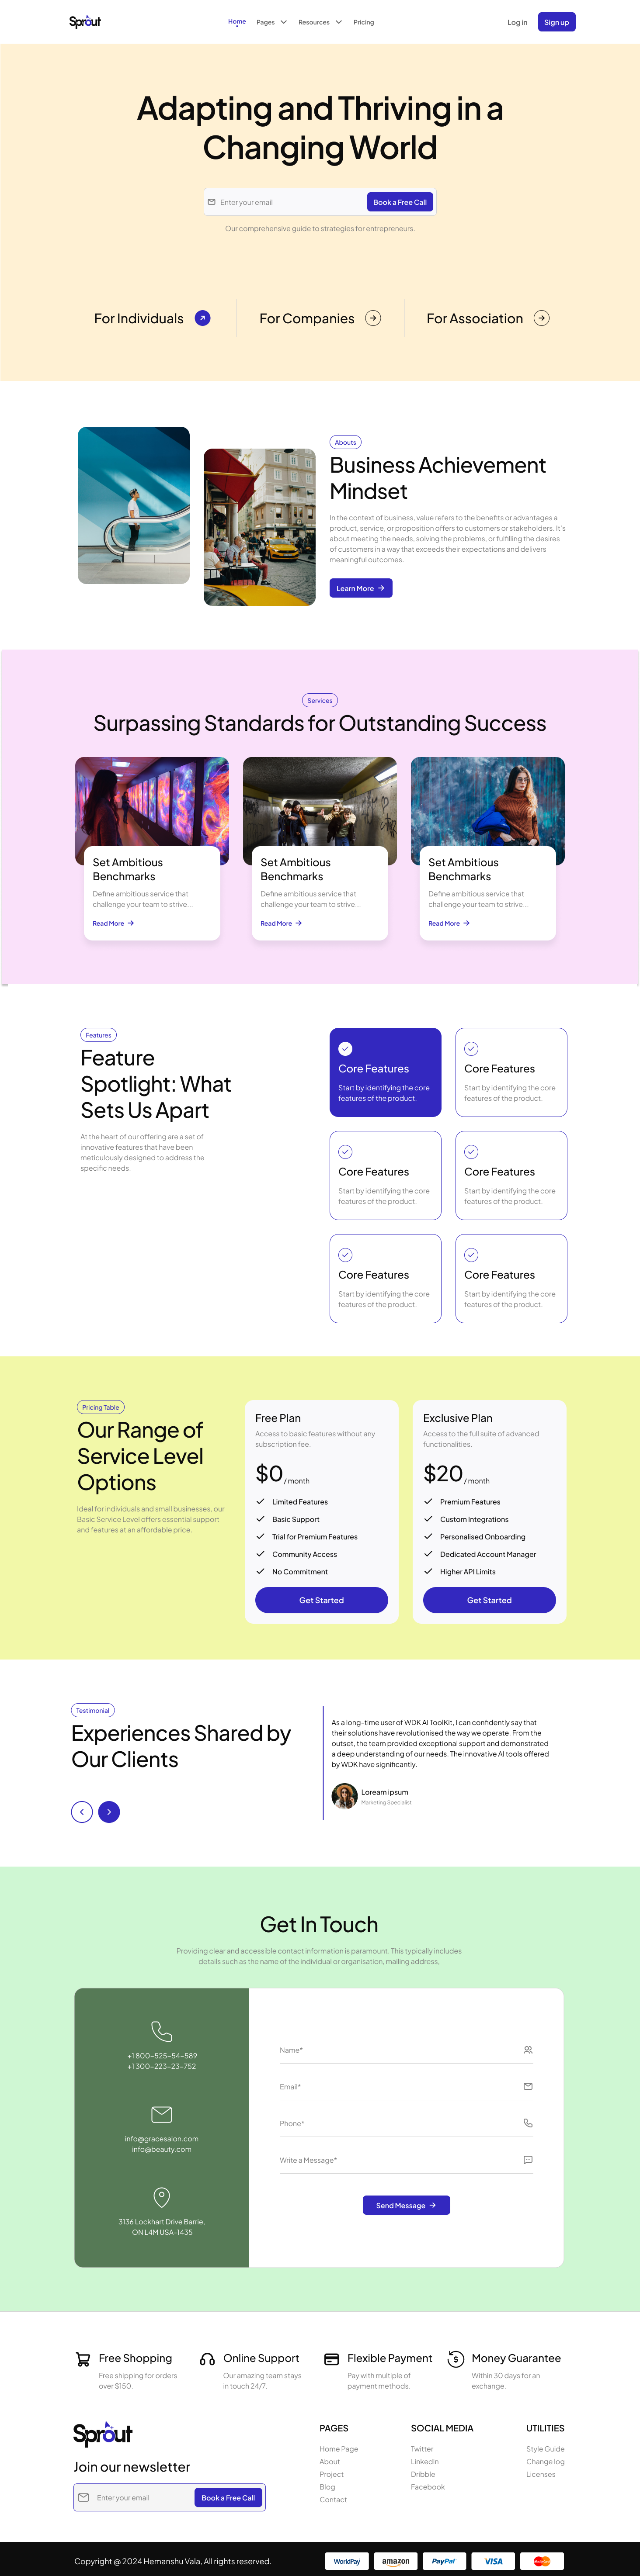 Sprout
Home Pages Resources Pricing
Log in Sign up
Adapting and Thriving in a
Changing World
Enter your email Book a Free Call
Our comprehensive guide to strategies for entrepreneurs.
For Individuals For Companies For Association
Abouts
Business Achievement
Mindset
In the context of business, value refers to the benefits or advantages a
product, service, or proposition offers to customers or stakeholders. It's
about meeting the needs, solving the problems, or fulfilling the desires
of customers in a way that exceeds their expectations and delivers
meaningful outcomes.
Learn More
Services
Surpassing Standards for Outstanding Success
Set Ambitious
Benchmarks
Define ambitious service that
challenge your team to strive...
Read More
Set Ambitious
Benchmarks
Define ambitious service that
challenge your team to strive...
Read More
Set Ambitious
Benchmarks
Define ambitious service that
challenge your team to strive...
Read More
Features
Feature
Spotlight: What
Sets Us Apart
At the heart of our offering are a set of
innovative features that have been
meticulously designed to address the
specific needs.
Core Features
Start by identifying the core
features of the product.
Core Features
Start by identifying the core
features of the product.
Core Features
Start by identifying the core
features of the product.
Core Features
Start by identifying the core
features of the product.
Core Features
Start by identifying the core
features of the product.
Core Features
Start by identifying the core
features of the product.
Pricing Table
Our Range of
Service Level
Options
Ideal for individuals and small businesses, our
Basic Service Level offers essential support
and features at an affordable price.
Free Plan
Access to basic features without any
subscription fee.
$0 / month
Limited Features
Basic Support
Trial for Premium Features
Community Access
No Commitment
Get Started
Exclusive Plan
Access to the full suite of advanced
functionalities.
$20 / month
Premium Features
Custom Integrations
Personalised Onboarding
Dedicated Account Manager
Higher API Limits
Get Started
Testimonial
Experiences Shared by
Our Clients
As a long-time user of WDK AI ToolKit, I can confidently say that
their solutions have revolutionised the way we operate. From the
outset, the team provided exceptional support and demonstrated
a deep understanding of our needs. The innovative AI tools offered
by WDK have significantly.
Loream ipsum
Marketing Specialist
Get In Touch
Providing clear and accessible contact information is paramount. This typically includes
details such as the name of the individual or organisation, mailing address,
+1 800-525-54-589
+1 300-223-23-752
info@gracesalon.com
info@beauty.com
3136 Lockhart Drive Barrie,
ON L4M USA-1435
Name*
Email*
Phone*
Write a Message*
Send Message
Free Shopping
Free shipping for orders
over $150.
Online Support
Our amazing team stays
in touch 24/7.
Flexible Payment
Pay with multiple of
payment methods.
Money Guarantee
Within 30 days for an
exchange.
Sprout
Join our newsletter
Enter your email Book a Free Call
PAGES
Home Page
About
Project
Blog
Contact
SOCIAL MEDIA
Twitter
LinkedIn
Dribble
Facebook
UTILITIES
Style Guide
Change log
Licenses
Copyright @ 2024 Hemanshu Vala, All rights reserved.
WorldPay amazon PayPal VISA MasterCard